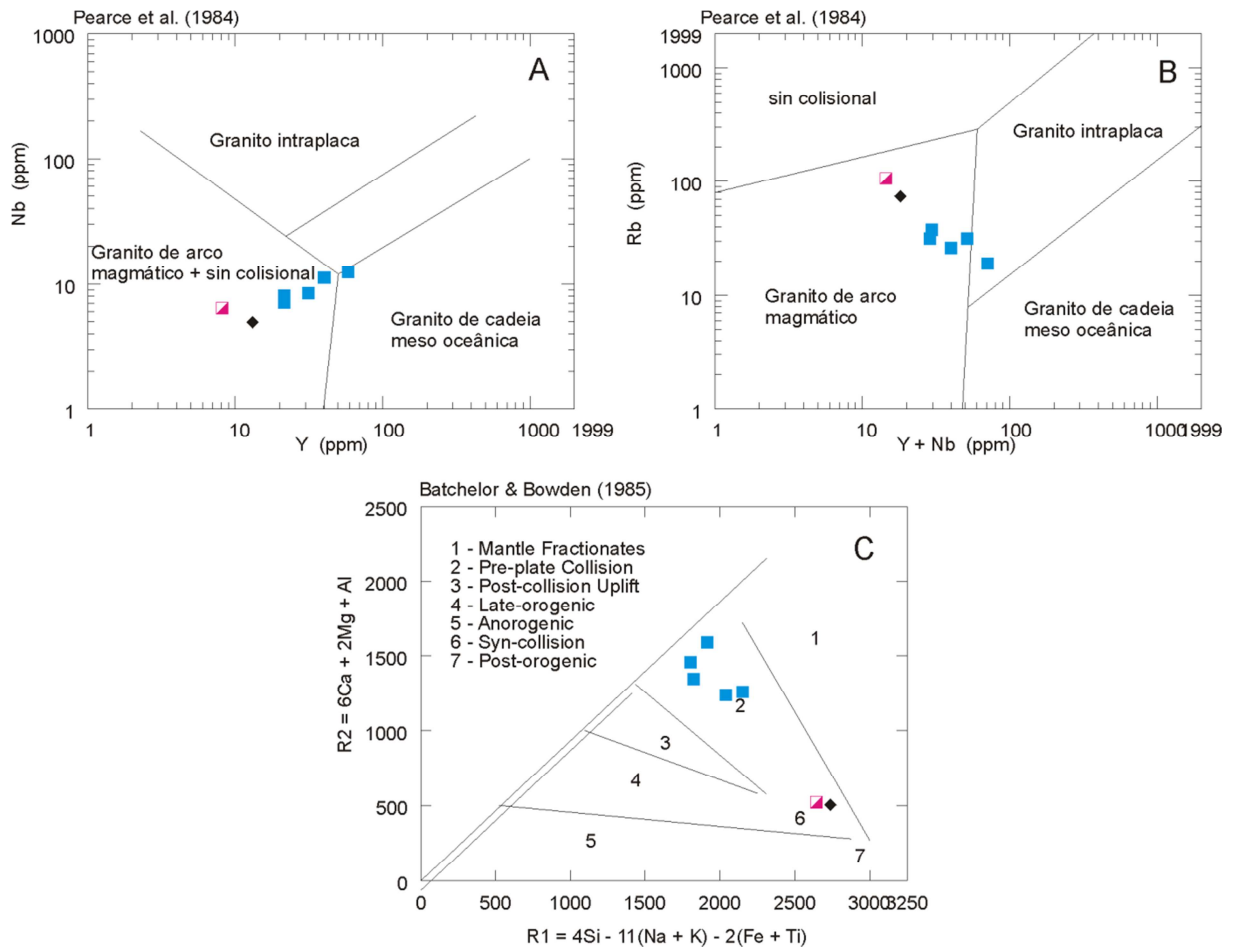 Pearce et al. (1984)
1000
100
10
1
Nb (ppm)
A
Granito intraplaca
Granito de arco
magmático + sin colisional
Granito de cadeia
meso oceânica
1 10 100 1000 1999
Y (ppm)
Pearce et al. (1984)
1999
1000
100
10
1
Rb (ppm)
B
sin colisional
Granito intraplaca
Granito de arco
magmático
Granito de cadeia
meso oceânica
1 10 100 1000 1999
Y + Nb (ppm)
Batchelor & Bowden (1985)
2500
2000
1500
1000
500
0
R2 = 6Ca + 2Mg + Al
C
1 - Mantle Fractionates
2 - Pre-plate Collision
3 - Post-collision Uplift
4 - Late-orogenic
5 - Anorogenic
6 - Syn-collision
7 - Post-orogenic
1
2
3
4
6
5
7
0 500 1000 1500 2000 2500 3000 3250
R1 = 4Si - 11(Na + K) - 2(Fe + Ti)